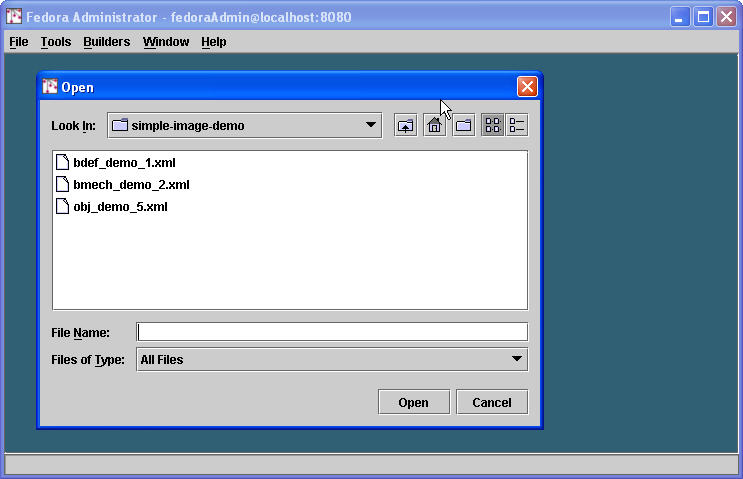 Fedora Administrator - fedoraAdmin@localhost:8080
File Tools Builders Window Help
Open
Look In: simple-image-demo
bdef_demo_1.xml
bmech_demo_2.xml
obj_demo_5.xml
File Name:
Files of Type: All Files
Open Cancel